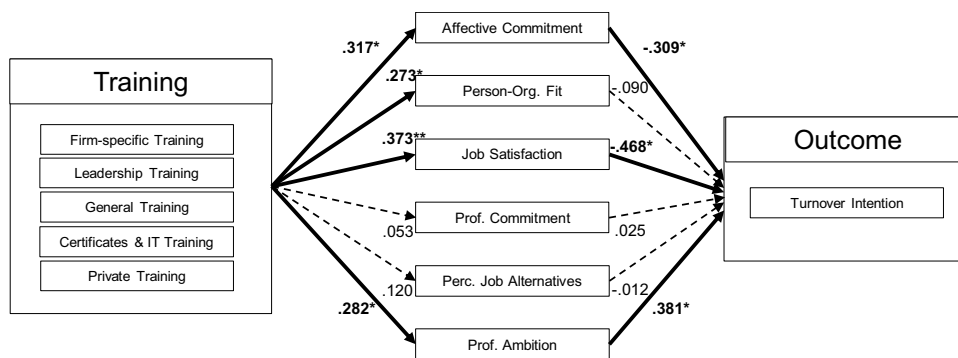 Affective Commitment
.317*
-.309*
Training
.273*
Person-Org. Fit
-.090
Firm-specific Training
.373**
Job Satisfaction
-.468*
Outcome
Leadership Training
General Training
Prof. Commitment
Turnover Intention
.053
.025
Certificates & IT Training
Private Training
Perc. Job Alternatives
.120
-.012
.282*
.381*
Prof. Ambition